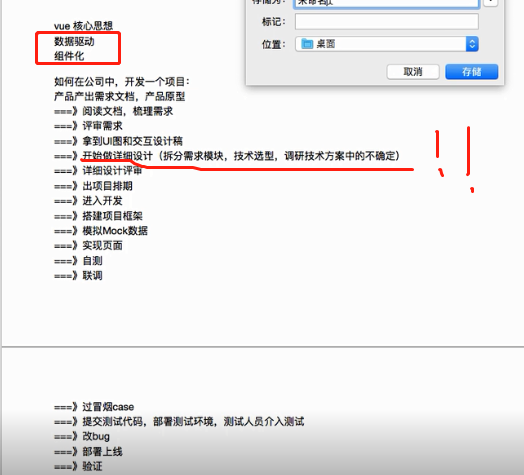 vue 核心思想
数据驱动
组件化
如何在公司中，开发一个项目：
产品产出需求文档，产品原型
===》阅读文档，梳理需求
===》评审需求
===》拿到UI图和交互设计稿
===》开始做详细设计（拆分需求模块，技术选型，调研技术方案中的不确定）
===》详细设计评审
===》出项目排期
===》进入开发
===》搭建项目框架
===》模拟Mock数据
===》实现页面
===》自测
===》联调
===》过冒烟case
===》提交测试代码，部署测试环境，测试人员介入测试
===》改bug
===》部署上线
===》验证
存储为：
标记：
位置： 桌面
取消 存储